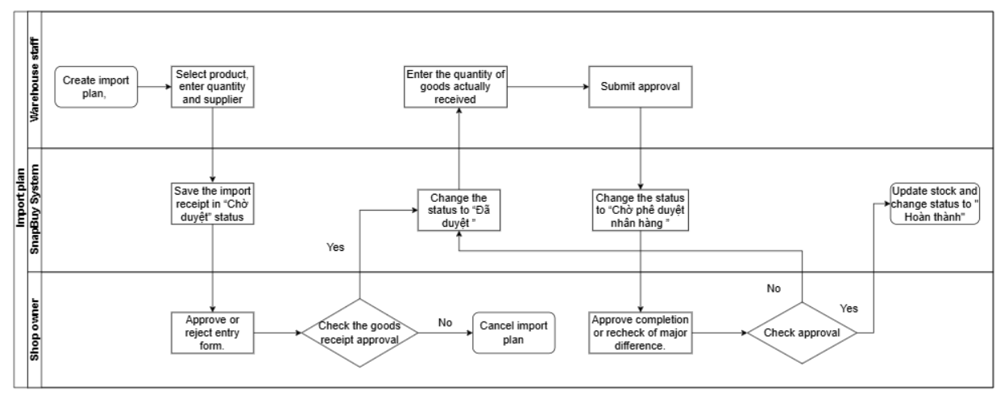 Import plan
Warehouse staff
Create import
plan,
Select product,
enter quantity
and supplier
Enter the quantity of
goods actually
received
Submit approval
SnapBuy System
Save the import
receipt in “Chờ
duyệt” status
Yes
Change the
status to “Đã
duyệt ”
Change the status
to “Chờ phê duyệt
nhân hàng ”
Update stock and
change status to "
Hoàn thành”
Shop owner
Approve or
reject entry
form.
Check the goods
receipt approval
No
Cancel import
plan
Approve completion
or recheck of major
difference.
Check approval
No
Yes